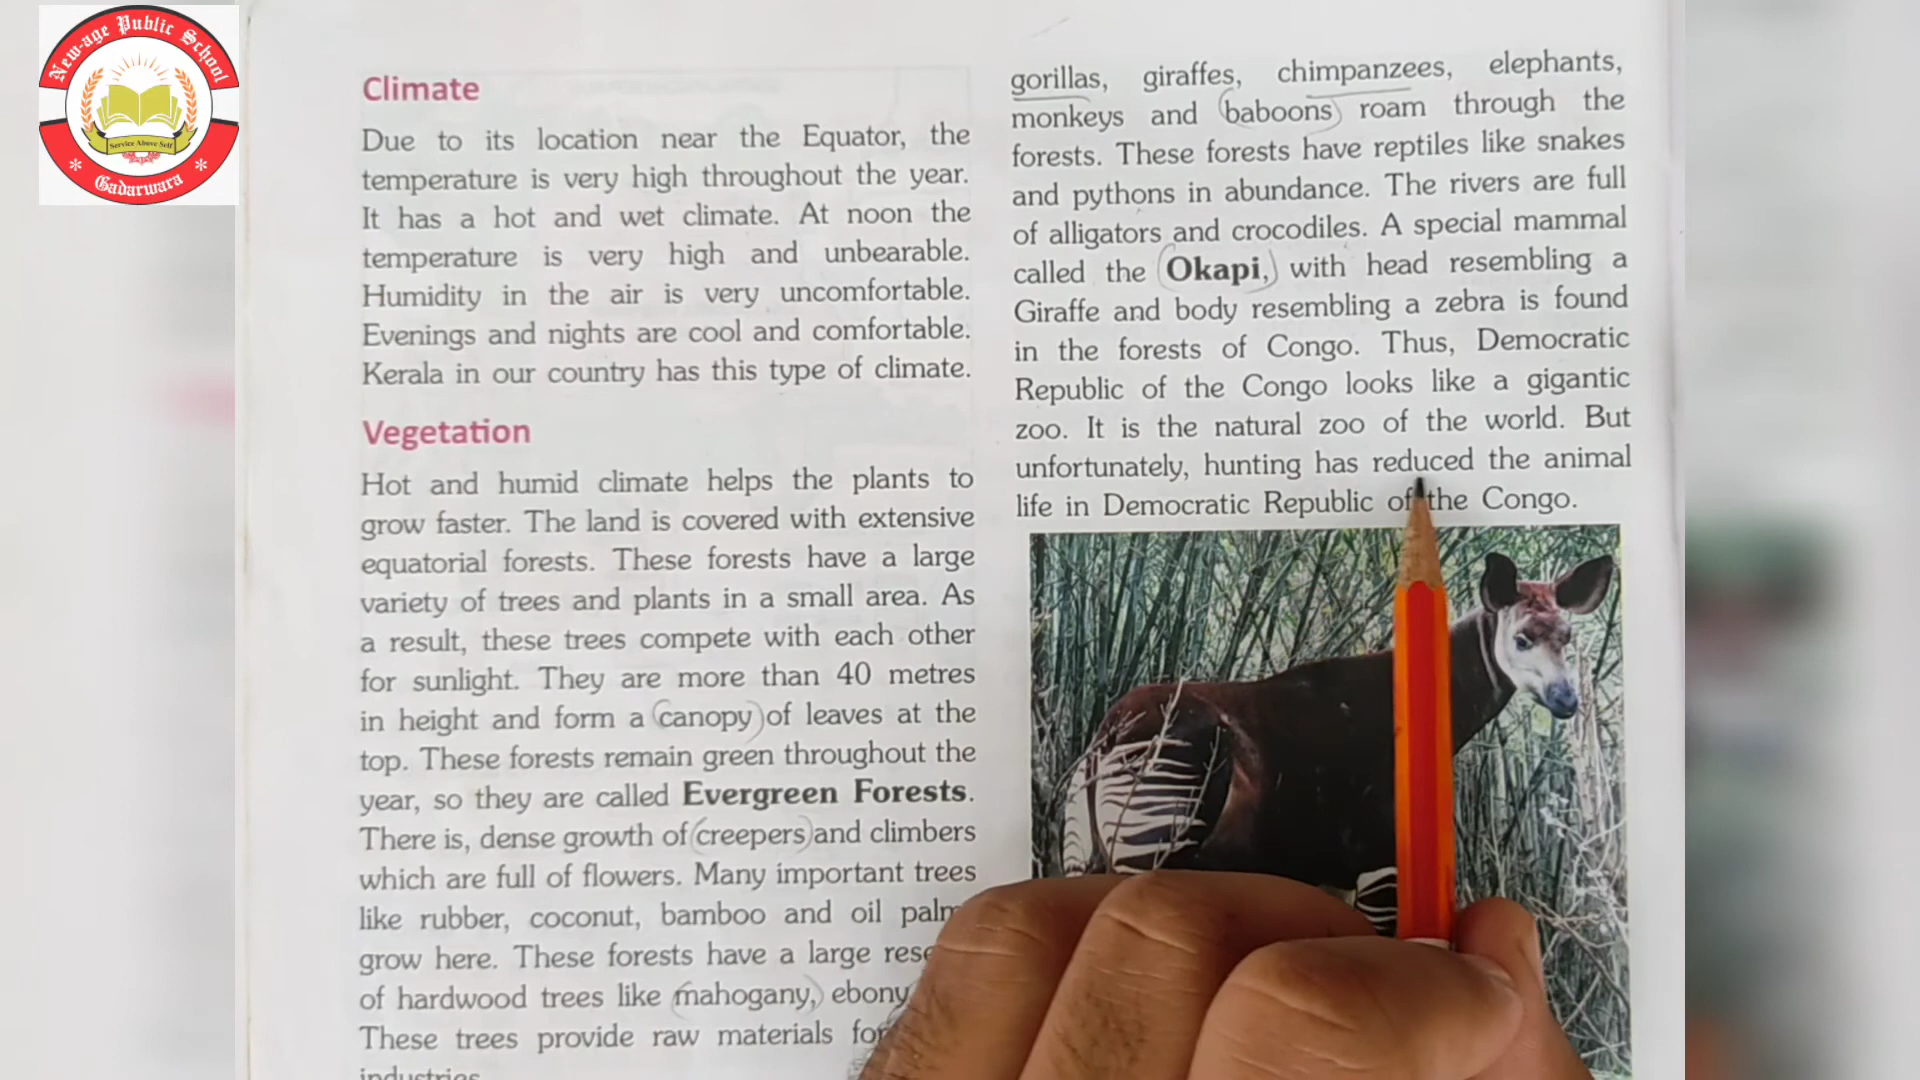 New-age Public School
Service Above Self
Gadarwara
Climate
Due to its location near the Equator, the
temperature is very high throughout the year.
It has a hot and wet climate. At noon the
temperature is very high and unbearable.
Humidity in the air is very uncomfortable.
Evenings and nights are cool and comfortable.
Kerala in our country has this type of climate.
Vegetation
Hot and humid climate helps the plants to
grow faster. The land is covered with extensive
equatorial forests. These forests have a large
variety of trees and plants in a small area. As
a result, these trees compete with each other
for sunlight. They are more than 40 metres
in height and form a canopy of leaves at the
top. These forests remain green throughout the
year, so they are called Evergreen Forests.
There is, dense growth of creepers and climbers
which are full of flowers. Many important trees
like rubber, coconut, bamboo and oil palm
grow here. These forests have a large
of hardwood trees like mahogany, ebony
These trees provide raw materials for
industries
gorillas, giraffes, chimpanzees, elephants,
monkeys and baboons roam through the
forests. These forests have reptiles like snakes
and pythons in abundance. The rivers are full
of alligators and crocodiles. A special mammal
called the Okapi, with head resembling a
Giraffe and body resembling a zebra is found
in the forests of Congo. Thus, Democratic
Republic of the Congo looks like a gigantic
zoo. It is the natural zoo of the world. But
unfortunately, hunting has reduced the animal
life in Democratic Republic of the Congo.